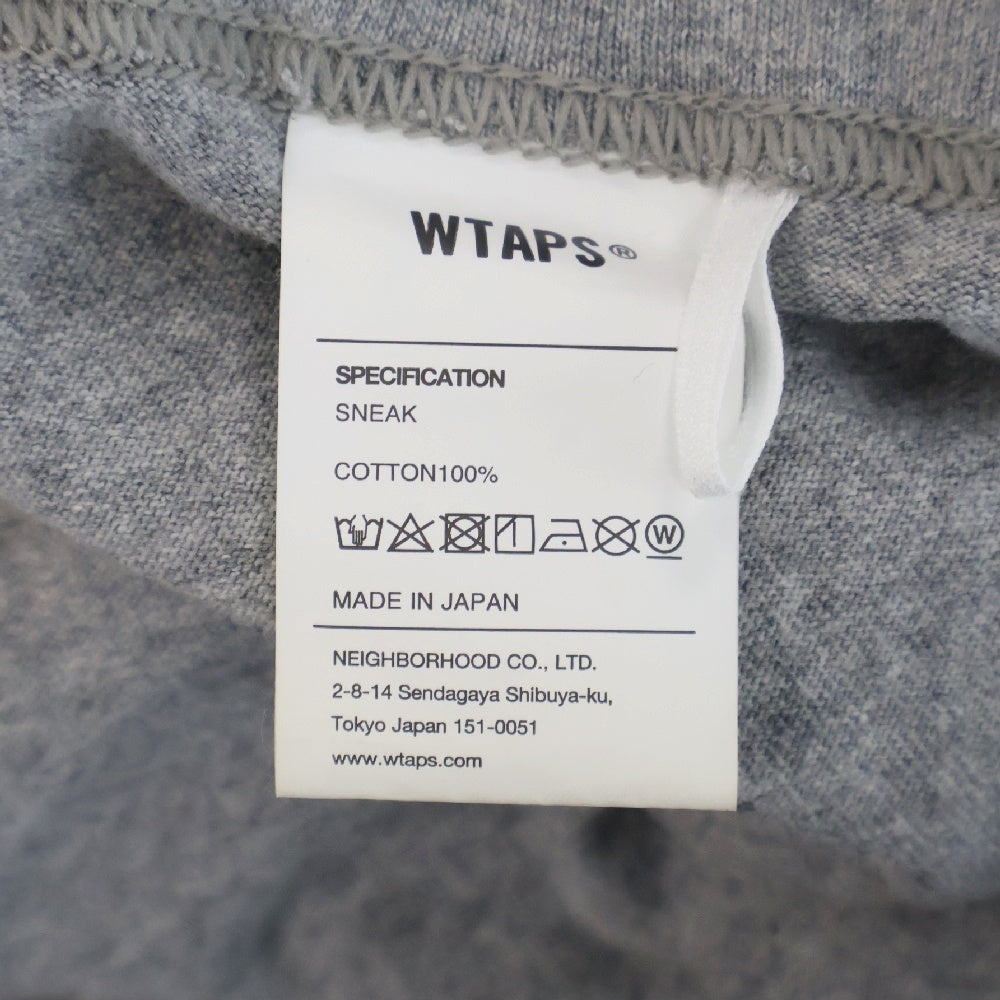 WTAPS®
SPECIFICATION
SNEAK
COTTON100%
W
MADE IN JAPAN
NEIGHBORHOOD CO., LTD.
2-8-14 Sendagaya Shibuya-ku,
Tokyo Japan 151-0051
www.wtaps.com